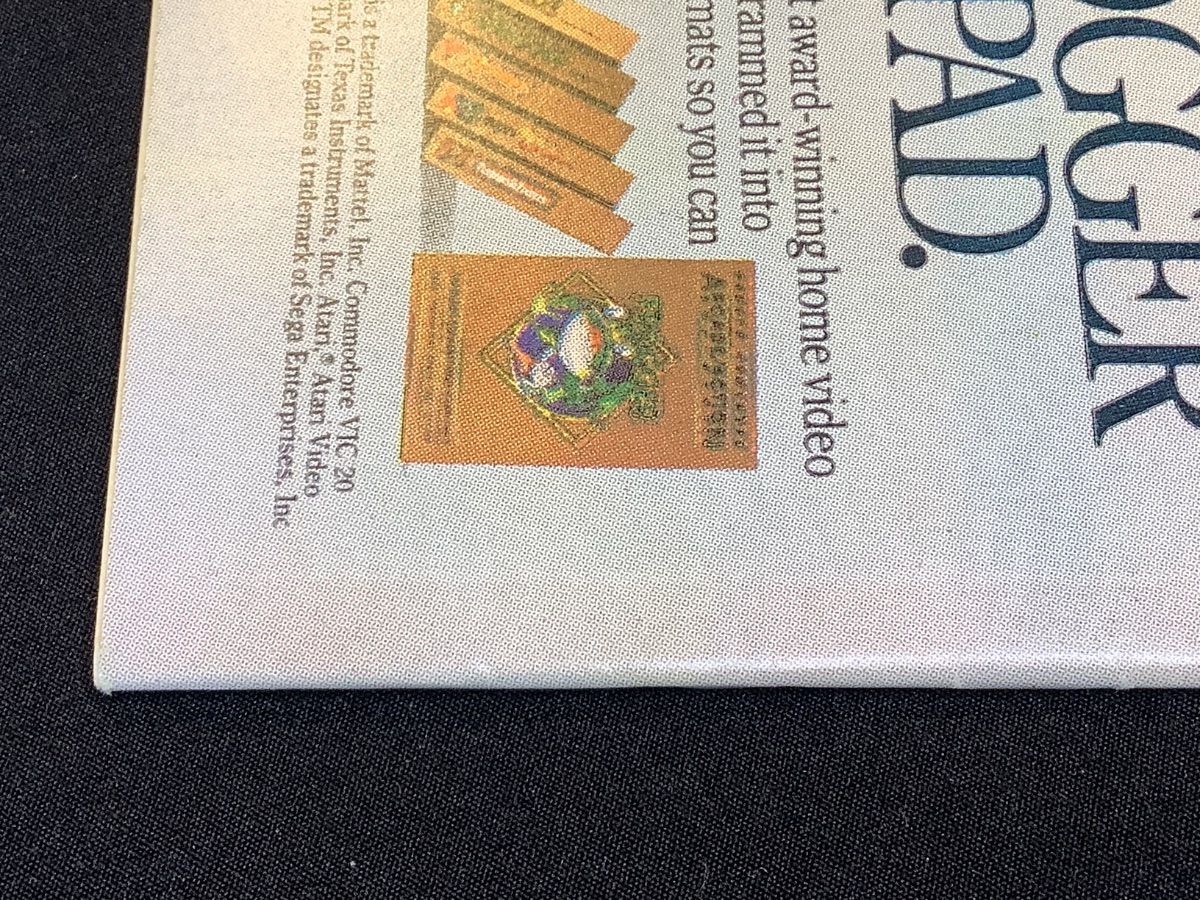 OGGER
PAD.
t award-winning home video
rammed it into
mats so you can
is a trademark of Mattel, Inc. Commodore VIC 20
ark of Texas Instruments, Inc. Atari,® Atari Video
TM designates a trademark of Sega Enterprises, Inc